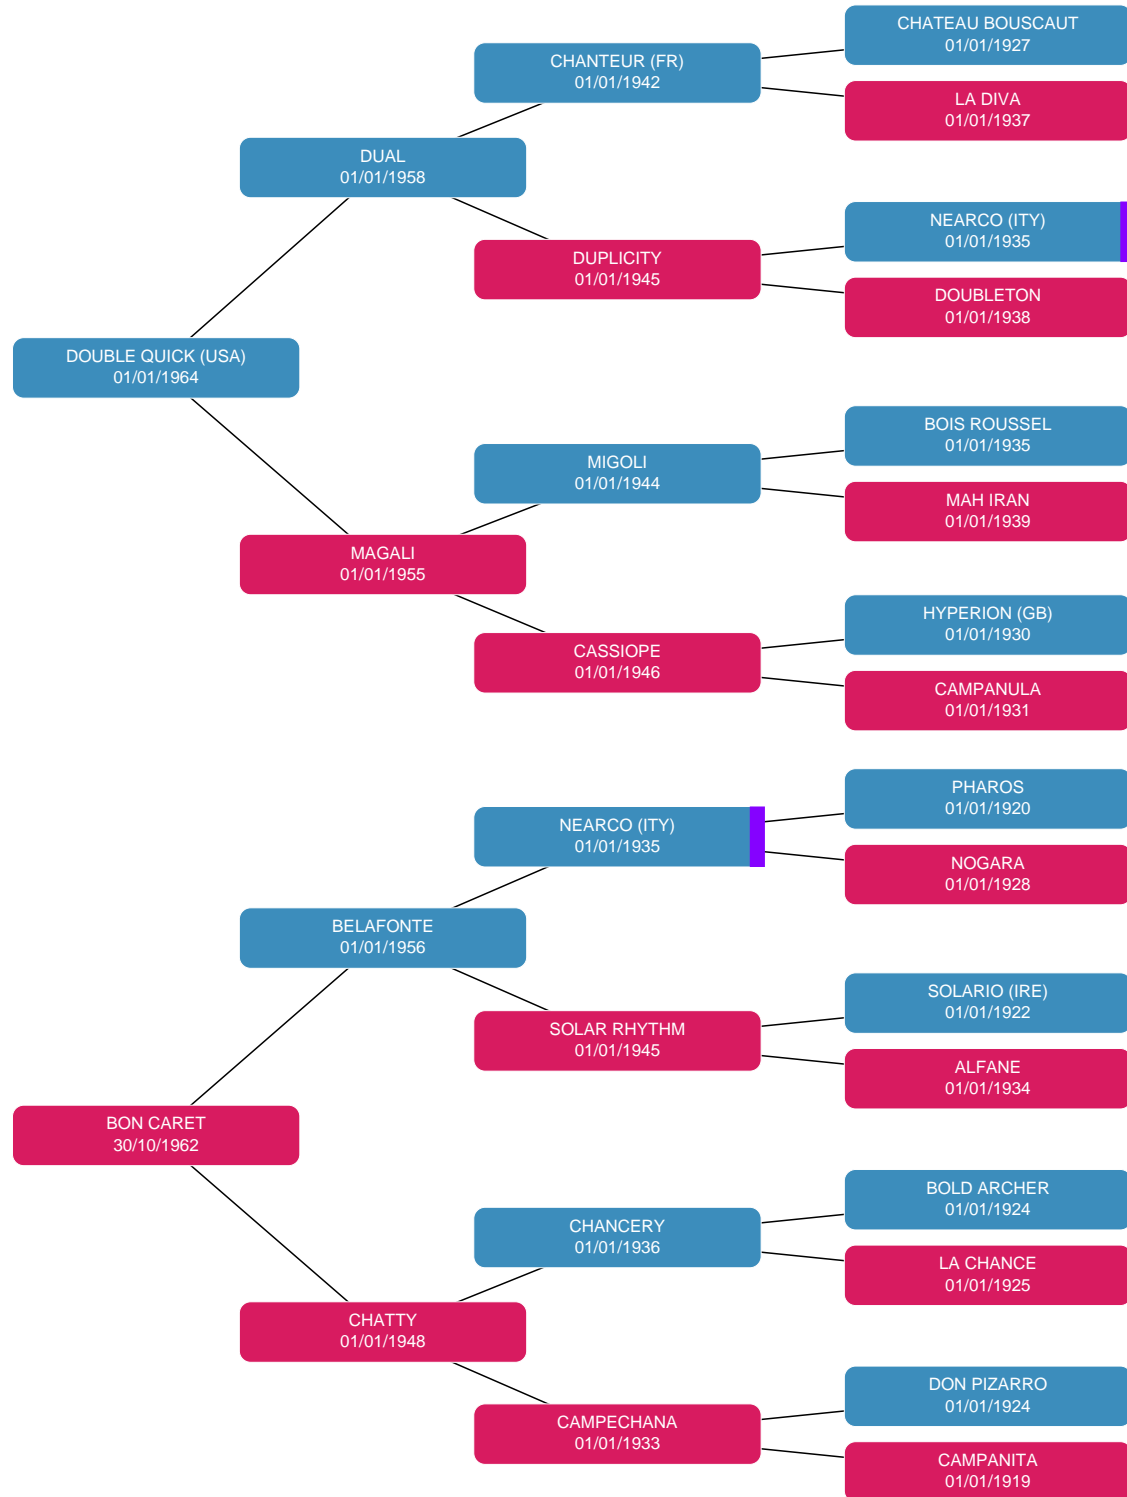 CHATEAU BOUSCAUT
01/01/1927
CHANTEUR (FR)
01/01/1942
LA DIVA
01/01/1937
DUAL
01/01/1958
NEARCO (ITY)
01/01/1935
DUPLICITY
01/01/1945
DOUBLETON
01/01/1938
DOUBLE QUICK (USA)
01/01/1964
BOIS ROUSSEL
01/01/1935
MIGOLI
01/01/1944
MAH IRAN
01/01/1939
MAGALI
01/01/1955
HYPERION (GB)
01/01/1930
CASSIOPE
01/01/1946
CAMPANULA
01/01/1931
PHAROS
01/01/1920
NEARCO (ITY)
01/01/1935
NOGARA
01/01/1928
BELAFONTE
01/01/1956
SOLARIO (IRE)
01/01/1922
SOLAR RHYTHM
01/01/1945
ALFANE
01/01/1934
BON CARET
30/10/1962
BOLD ARCHER
01/01/1924
CHANCERY
01/01/1936
LA CHANCE
01/01/1925
CHATTY
01/01/1948
DON PIZARRO
01/01/1924
CAMPECHANA
01/01/1933
CAMPANITA
01/01/1919